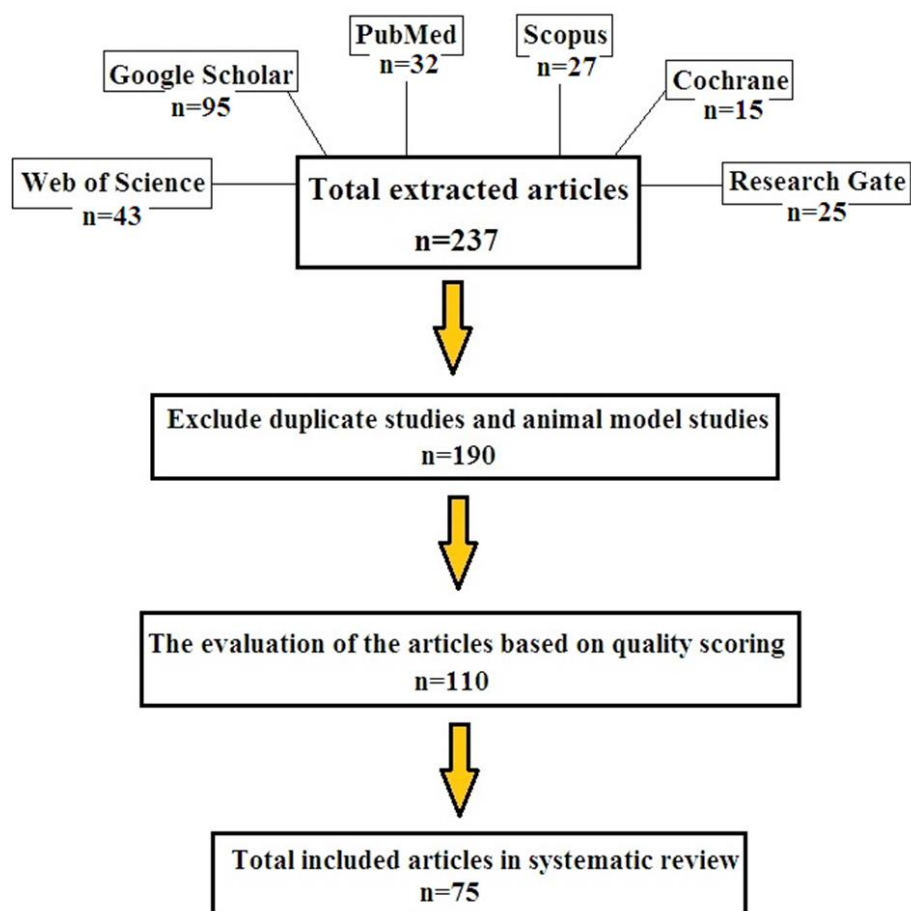 PubMed
n=32
Scopus
n=27
Google Scholar
n=95
Cochrane
n=15
Web of Science
n=43
Total extracted articles
n=237
Research Gate
n=25
Exclude duplicate studies and animal model studies
n=190
The evaluation of the articles based on quality scoring
n=110
Total included articles in systematic review
n=75